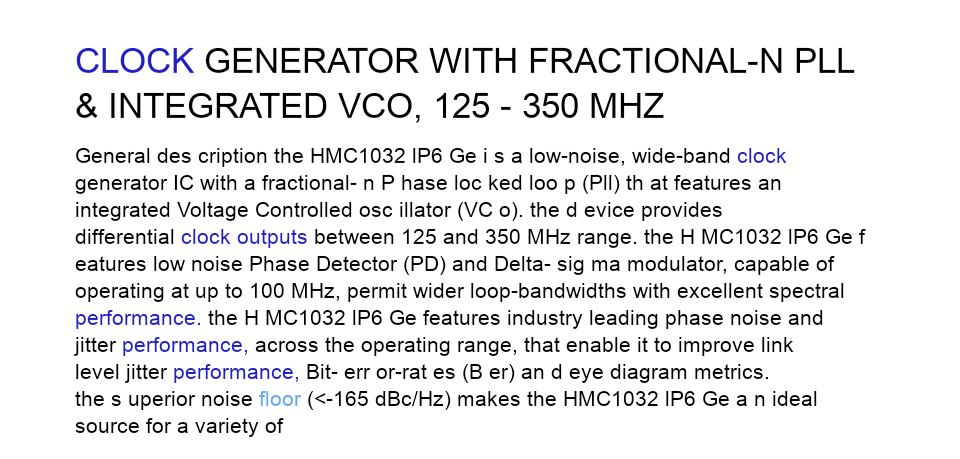 CLOCK GENERATOR WITH FRACTIONAL-N PLL
& INTEGRATED VCO, 125 - 350 MHZ
General des cription the HMC1032 lP6 Ge i s a low-noise, wide-band clock
generator IC with a fractional- n P hase loc ked loo p (Pll) th at features an
integrated Voltage Controlled osc illator (VC o). the d evice provides
differential clock outputs between 125 and 350 MHz range. the H MC1032 lP6 Ge f
eatures low noise Phase Detector (PD) and Delta- sig ma modulator, capable of
operating at up to 100 MHz, permit wider loop-bandwidths with excellent spectral
performance. the H MC1032 lP6 Ge features industry leading phase noise and
jitter performance, across the operating range, that enable it to improve link
level jitter performance, Bit- err or-rat es (B er) an d eye diagram metrics.
the s uperior noise floor (<-165 dBc/Hz) makes the HMC1032 lP6 Ge a n ideal
source for a variety of